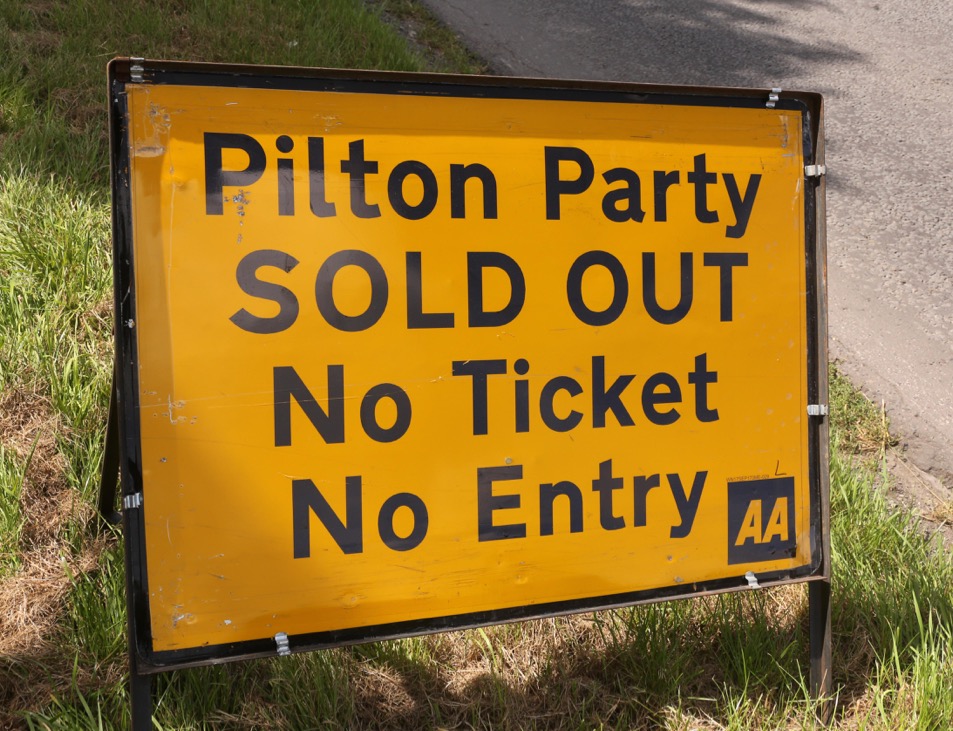 Pilton Party
SOLD OUT
No Ticket
No Entry
AA